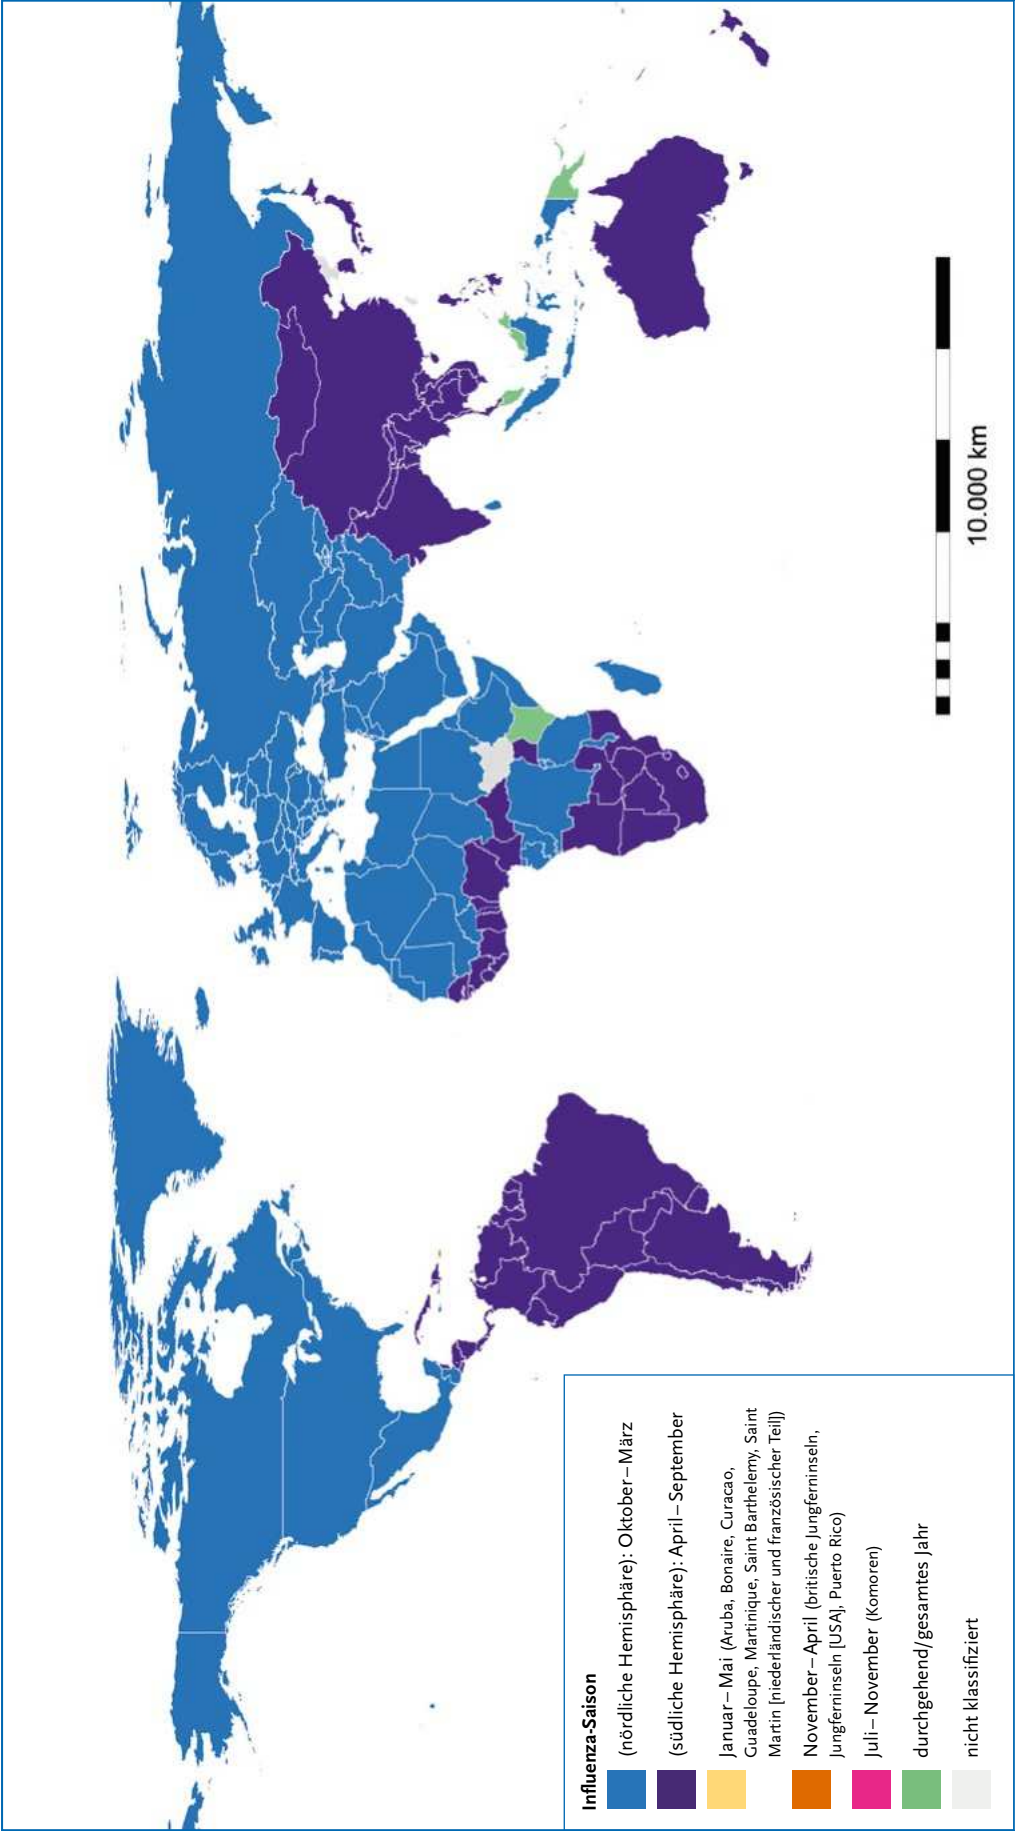 Influenza-Saison
(nördliche Hemisphäre): Oktober – März
(südliche Hemisphäre): April – September
Januar – Mai (Aruba, Bonaire, Curacao,
Guadeloupe, Martinique, Saint Barthelemy, Saint
Martin [niederländischer und französischer Teil])
November – April (britische Jungferninseln,
Jungferninseln [USA], Puerto Rico)
Juli – November (Komoren)
durchgehend/gesamtes Jahr
nicht klassifiziert
10.000 km